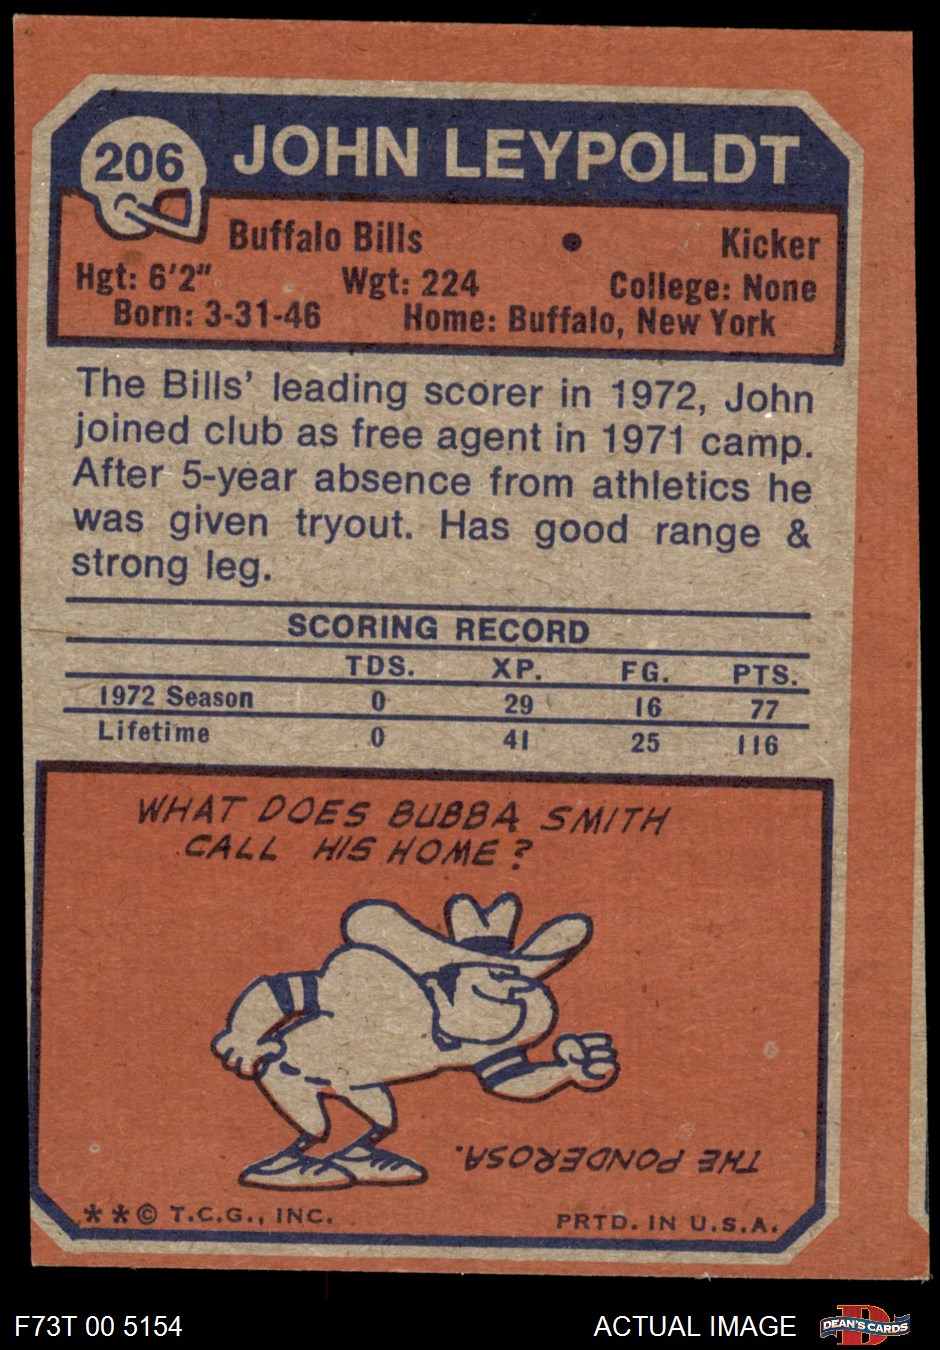 206
JOHN LEYPOLDT
Buffalo Bills • Kicker
Hgt: 6'2" Wgt: 224 College: None
Born: 3-31-46 Home: Buffalo, New York
The Bills' leading scorer in 1972, John
joined club as free agent in 1971 camp.
After 5-year absence from athletics he
was given tryout. Has good range &
strong leg.
SCORING RECORD
TDS. XP. FG. PTS.
1972 Season 0 29 16 77
Lifetime 0 41 25 116
WHAT DOES BUBBA SMITH
CALL HIS HOME?
"THE PONDEROSA."
**© T.C.G., INC. PRTD. IN U.S.A.
F73T 00 5154 ACTUAL IMAGE DEAN'S CARDS